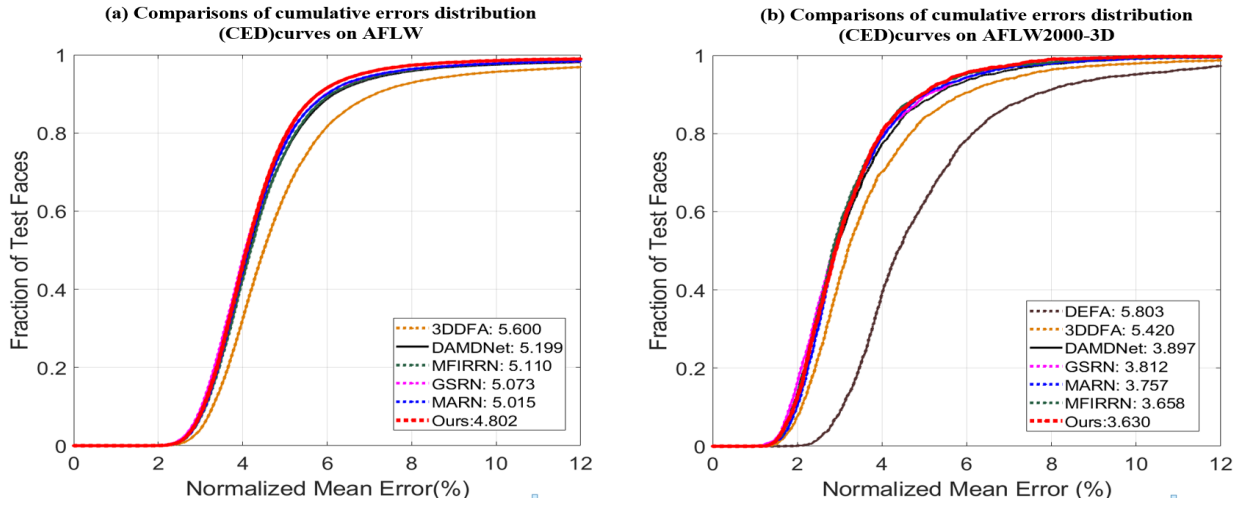 (a) Comparisons of cumulative errors distribution
(CED)curves on AFLW
1
0.8
0.6
0.4
0.2
0
Fraction of Test Faces
3DDFA: 5.600
DAMDNet: 5.199
MFIRRN: 5.110
GSRN: 5.073
MARN: 5.015
Ours:4.802
0 2 4 6 8 10 12
Normalized Mean Error(%)
(b) Comparisons of cumulative errors distribution
(CED)curves on AFLW2000-3D
1
0.8
0.6
0.4
0.2
0
Fraction of Test Faces
DEFA: 5.803
3DDFA: 5.420
DAMDNet: 3.897
GSRN: 3.812
MARN: 3.757
MFIRRN: 3.658
Ours:3.630
0 2 4 6 8 10 12
Normalized Mean Error (%)